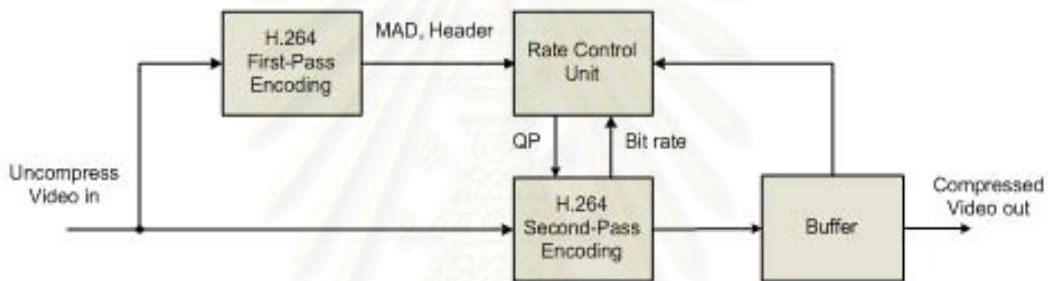 H.264
First-Pass
Encoding
MAD, Header
Rate Control
Unit
QP
Bit rate
Uncompress
Video in
H.264
Second-Pass
Encoding
Buffer
Compressed
Video out